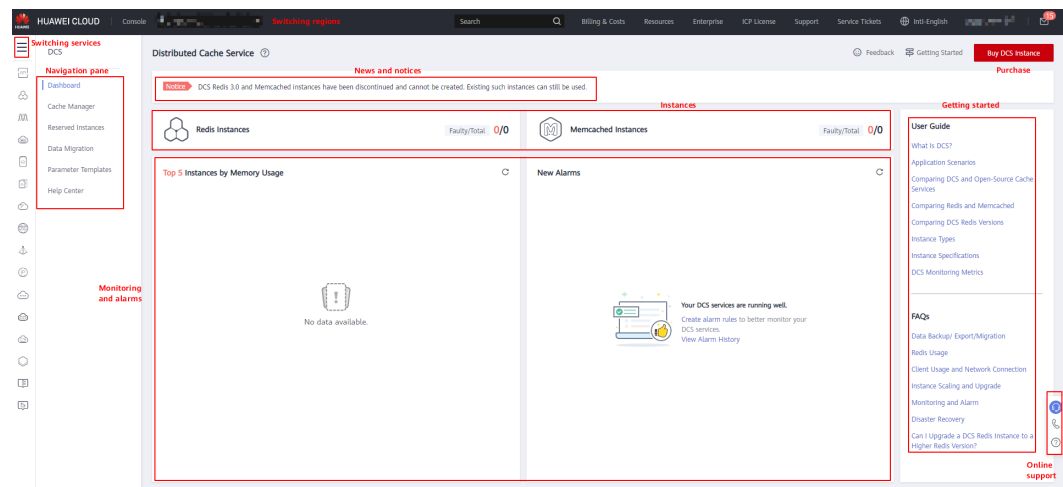 HUAWEI
HUAWEI CLOUD
Console
Switching regions
Search
Billing & Costs
Resources
Enterprise
ICP License
Support
Service Tickets
Intl-English
15
Switching services
DCS
Navigation pane
Dashboard
Cache Manager
Reserved Instances
Data Migration
Parameter Templates
Help Center
Monitoring
and alarms
Distributed Cache Service
Feedback
Getting Started
Buy DCS Instance
Purchase
News and notices
Notice
DCS Redis 3.0 and Memcached instances have been discontinued and cannot be created. Existing such instances can still be used.
Instances
Redis Instances
Faulty/Total 0/0
Memcached Instances
Faulty/Total 0/0
Top 5 Instances by Memory Usage
No data available.
New Alarms
Your DCS services are running well.
Create alarm rules to better monitor your
DCS services.
View Alarm History
Getting started
User Guide
What Is DCS?
Application Scenarios
Comparing DCS and Open-Source Cache
Services
Comparing Redis and Memcached
Comparing DCS Redis Versions
Instance Types
Instance Specifications
DCS Monitoring Metrics
FAQs
Data Backup/ Export/Migration
Redis Usage
Client Usage and Network Connection
Instance Scaling and Upgrade
Monitoring and Alarm
Disaster Recovery
Can I Upgrade a DCS Redis Instance to a
Higher Redis Version?
Online
support